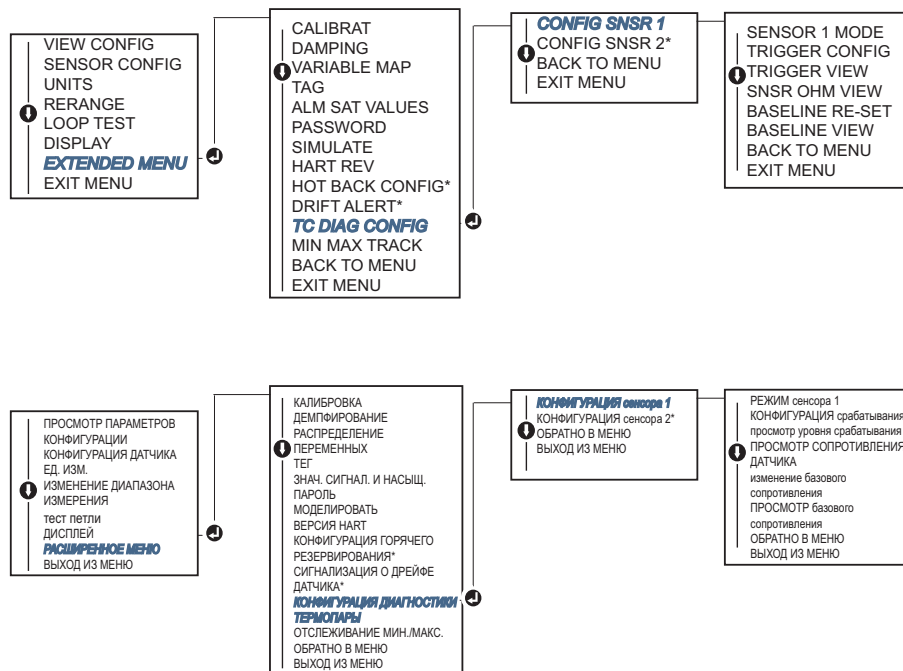 VIEW CONFIG
SENSOR CONFIG
UNITS
RERANGE
LOOP TEST
DISPLAY
EXTENDED MENU
EXIT MENU
CALIBRAT
DAMPING
VARIABLE MAP
TAG
ALM SAT VALUES
PASSWORD
SIMULATE
HART REV
HOT BACK CONFIG*
DRIFT ALERT*
TC DIAG CONFIG
MIN MAX TRACK
BACK TO MENU
EXIT MENU
CONFIG SNSR 1
CONFIG SNSR 2*
BACK TO MENU
EXIT MENU
SENSOR 1 MODE
TRIGGER CONFIG
TRIGGER VIEW
SNSR OHM VIEW
BASELINE RE-SET
BASELINE VIEW
BACK TO MENU
EXIT MENU
ПРОСМОТР ПАРАМЕТРОВ
КОНФИГУРАЦИИ
КОНФИГУРАЦИЯ ДАТЧИКА
ЕД. ИЗМ.
ИЗМЕНЕНИЕ ДИАПАЗОНА
ИЗМЕРЕНИЯ
тест петли
ДИСПЛЕЙ
РАСШИРЕННОЕ МЕНЮ
ВЫХОД ИЗ МЕНЮ
КАЛИБРОВКА
ДЕМПФИРОВАНИЕ
РАСПРЕДЕЛЕНИЕ
ПЕРЕМЕННЫХ
ТЕГ
ЗНАЧ. СИГНАЛ. И НАСЫЩ.
ПАРОЛЬ
МОДЕЛИРОВАТЬ
ВЕРСИЯ HART
КОНФИГУРАЦИЯ ГОРЯЧЕГО
РЕЗЕРВИРОВАНИЯ*
СИГНАЛИЗАЦИЯ О ДРЕЙФЕ
ДАТЧИКА*
КОНФИГУРАЦИЯ ДИАГНОСТИКИ
ТЕРМОПАРЫ
ОТСЛЕЖИВАНИЕ МИН./МАКС.
ОБРАТНО В МЕНЮ
ВЫХОД ИЗ МЕНЮ
КОНФИГУРАЦИЯ сенсора 1
КОНФИГУРАЦИЯ сенсора 2*
ОБРАТНО В МЕНЮ
ВЫХОД ИЗ МЕНЮ
РЕЖИМ сенсора 1
КОНФИГУРАЦИЯ срабатывания
просмотр уровня срабатывания
ПРОСМОТР СОПРОТИВЛЕНИЯ
ДАТЧИКА
изменение базового
сопротивления
ПРОСМОТР базового
сопротивления
ОБРАТНО В МЕНЮ
ВЫХОД ИЗ МЕНЮ